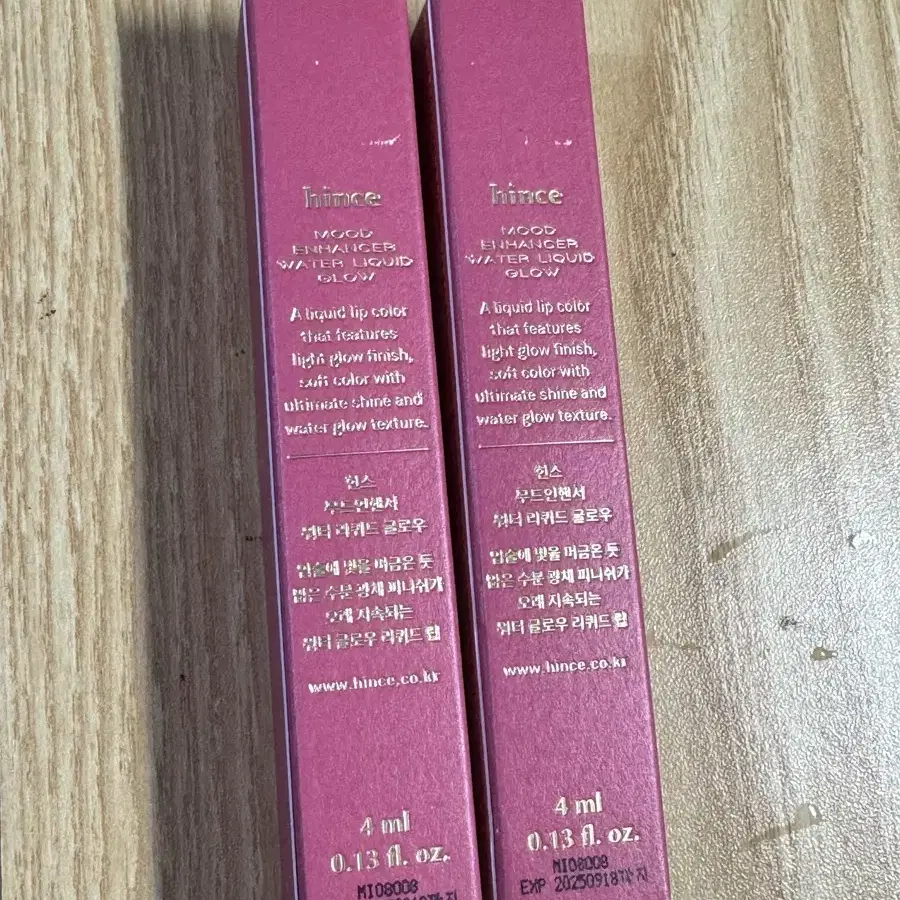 hince
MOOD
ENHANCER
WATER LIQUID
GLOW
A liquid lip color
that features
light glow finish,
soft color with
ultimate shine and
water glow texture.
힌스
무드인핸서
워터 리퀴드 글로우
입술에 빛을 머금은 듯
맑은 수분 광채 피니쉬가
오래 지속되는
워터 글로우 리퀴드 립
www.hince.co.kr
4 ml
0.13 fl. oz.
MI08008
hince
MOOD
ENHANCER
WATER LIQUID
GLOW
A liquid lip color
that features
light glow finish,
soft color with
ultimate shine and
water glow texture.
힌스
무드인핸서
워터 리퀴드 글로우
입술에 빛을 머금은 듯
맑은 수분 광채 피니쉬가
오래 지속되는
워터 글로우 리퀴드 립
www.hince.co.kr
4 ml
0.13 fl. oz.
MI08008
EXP 20250918까지